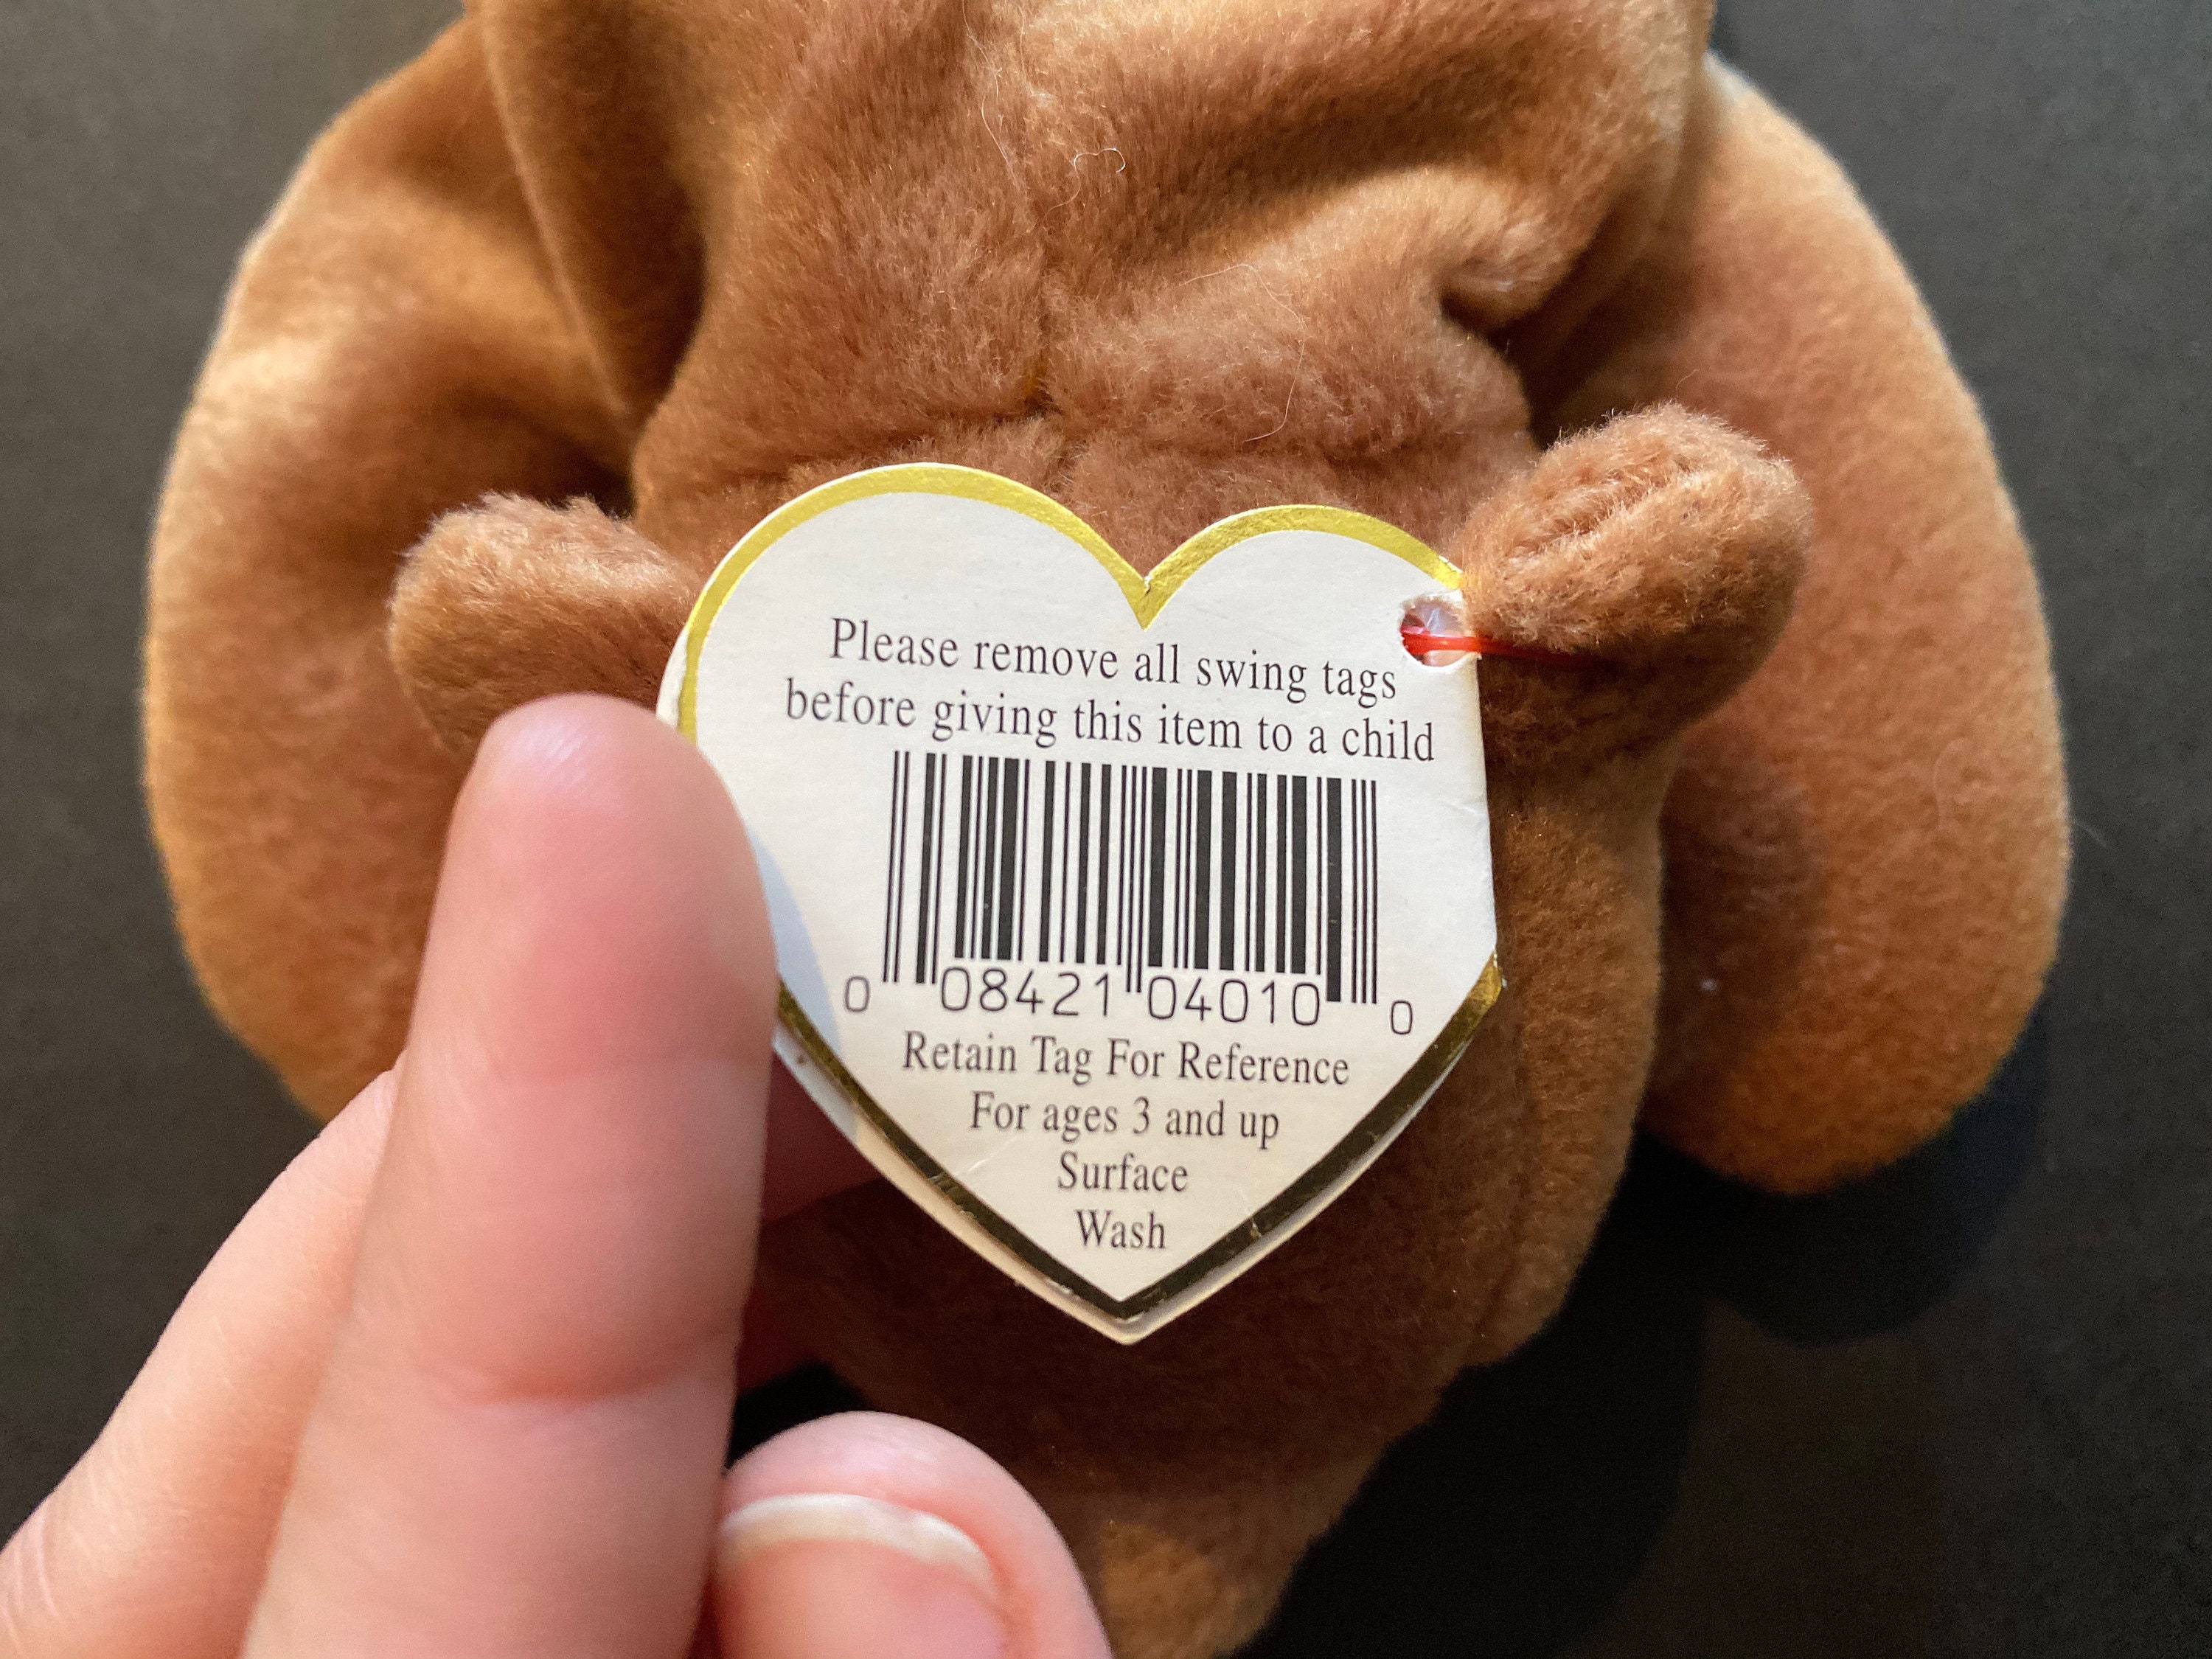 Please remove all swing tags
before giving this item to a child
0 08421 04010 0
Retain Tag For Reference
For ages 3 and up
Surface
Wash